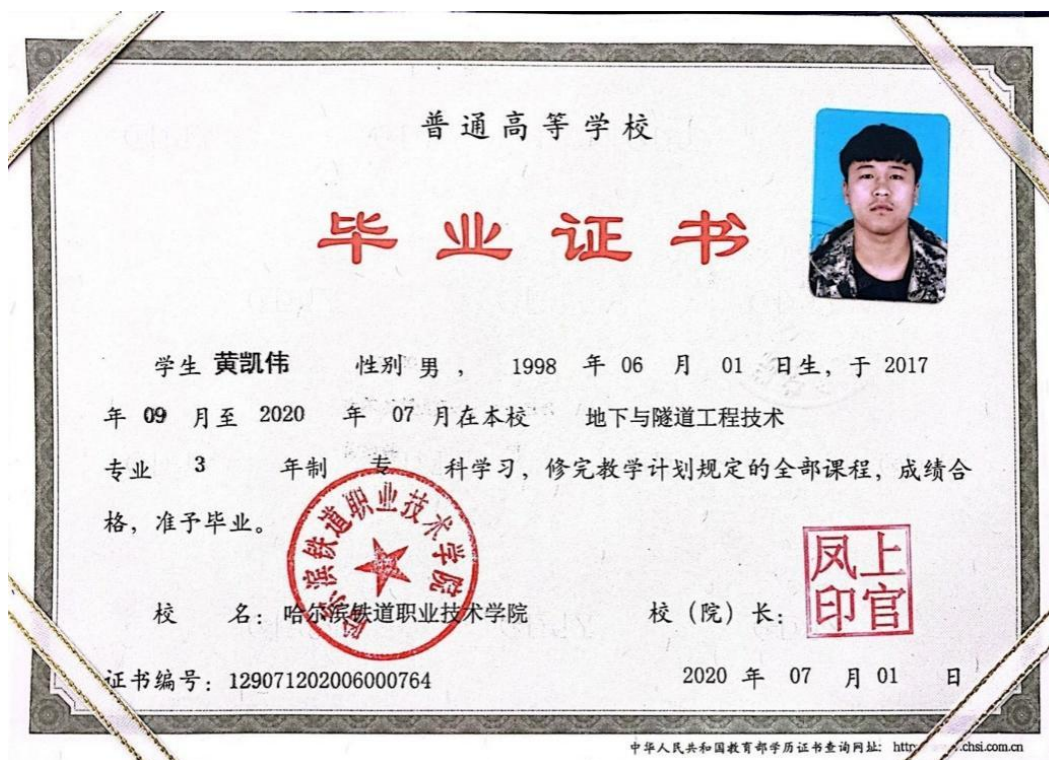 普通高等学校
毕业证书
学生 黄凯伟 性别 男 , 1998 年 06 月 01 日生, 于 2017
年 09 月至 2020 年 07 月在本校 地下与隧道工程技术
专业 3 年制 专 科学习, 修完教学计划规定的全部课程, 成绩合
格, 准予毕业。
哈尔滨铁道职业技术学院
上官
凤印
校 名: 哈尔滨铁道职业技术学院 校 (院) 长:
证书编号: 129071202006000764 2020 年 07 月 01 日
中华人民共和国教育部学历证书查询网址: http .chsi.com.cn